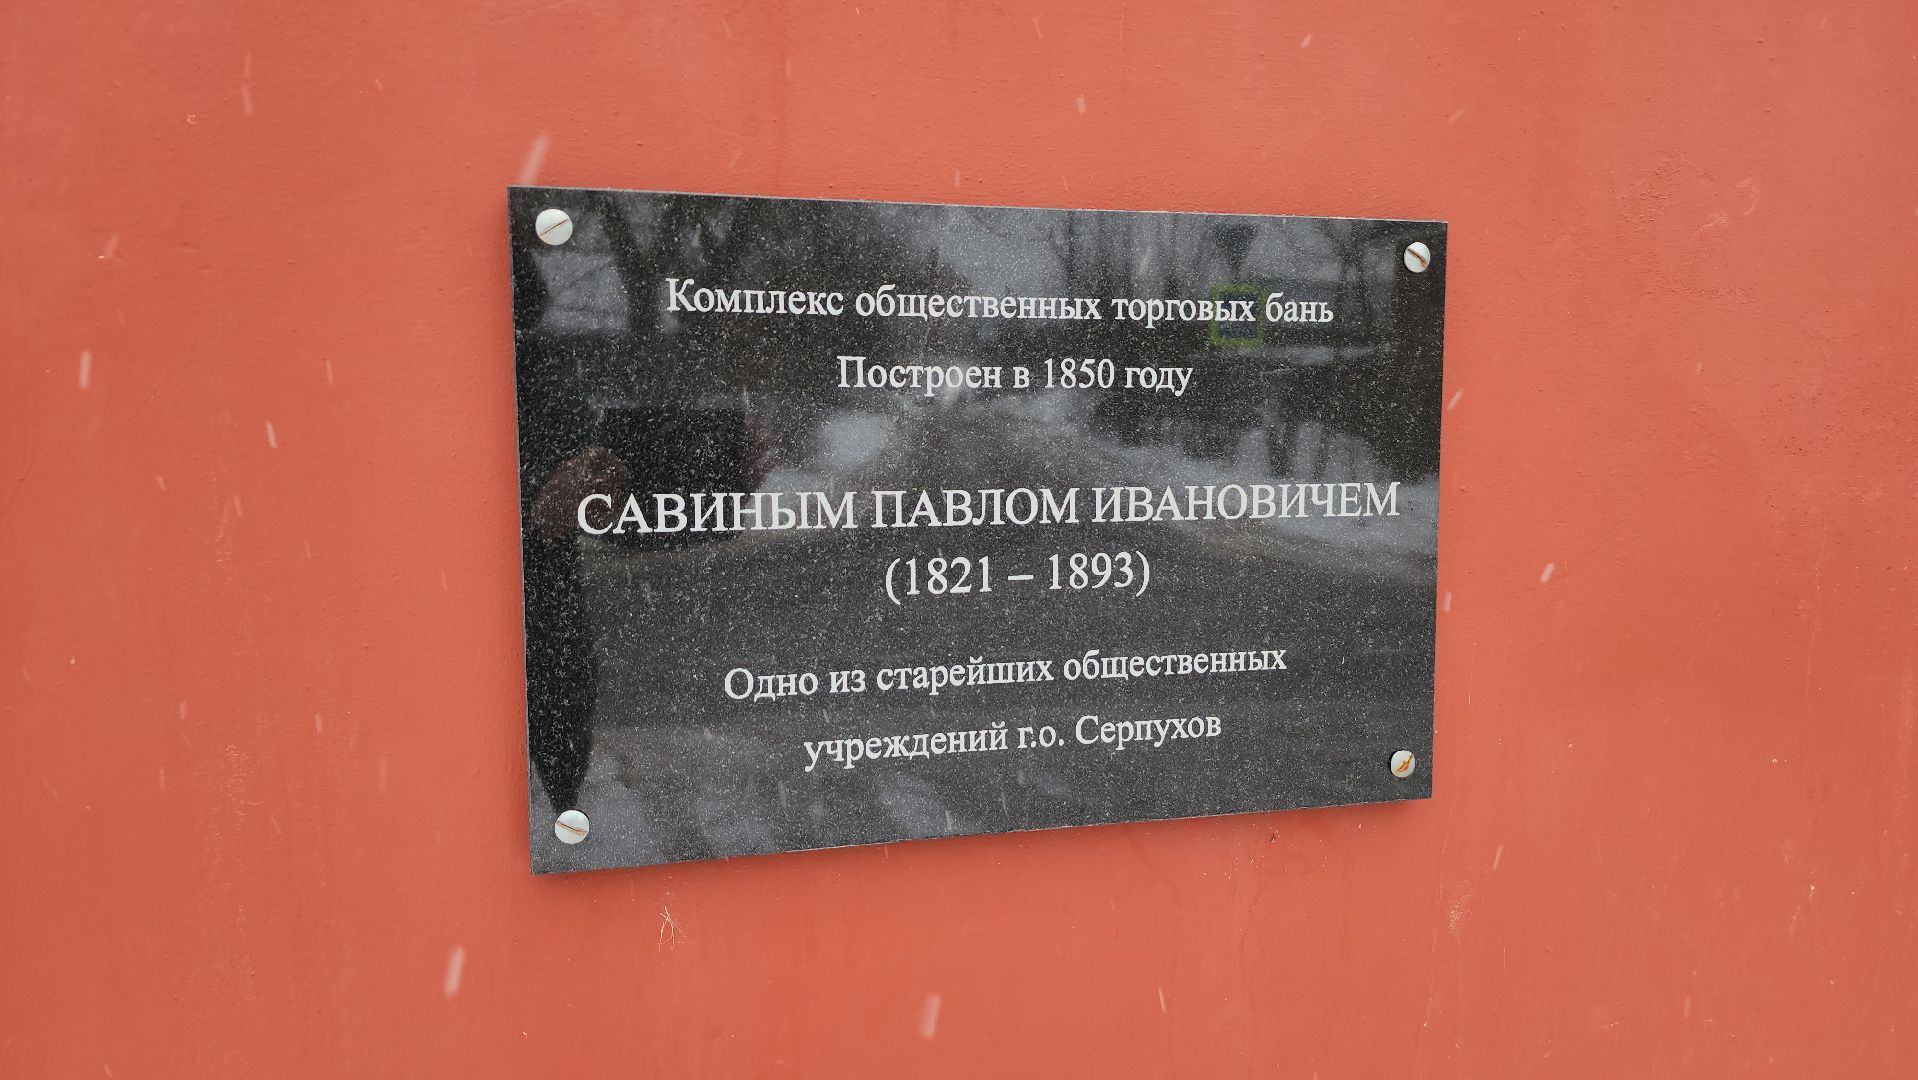 Комплекс общественных торговых бань
Построен в 1850 году
САВИНЫМ ПАВЛОМ ИВАНОВИЧЕМ
(1821 – 1893)
Одно из старейших общественных
учреждений г.о. Серпухов